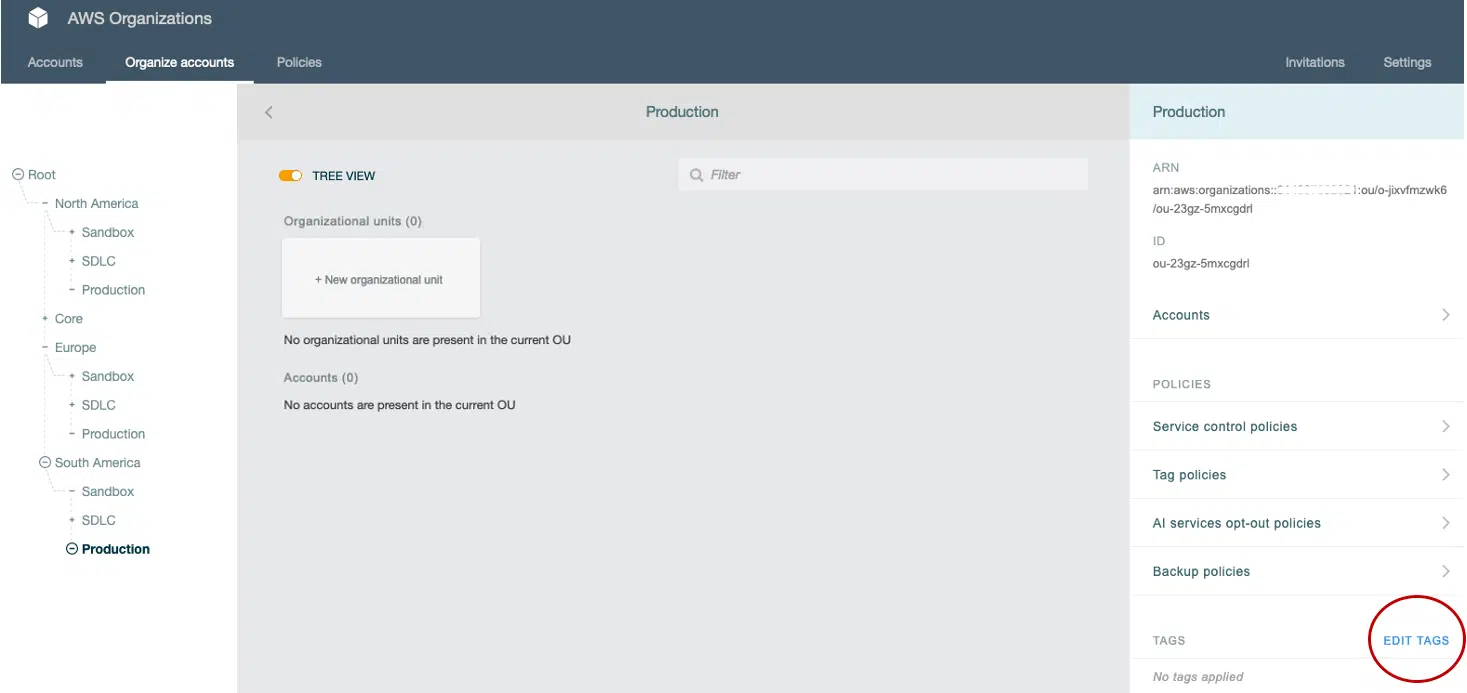 AWS Organizations
Accounts
Organize accounts
Policies
Invitations
Settings
Root
North America
Sandbox
SDLC
Production
Core
Europe
Sandbox
SDLC
Production
South America
Sandbox
SDLC
Production
Production
TREE VIEW
Filter
Organizational units (0)
+ New organizational unit
No organizational units are present in the current OU
Accounts (0)
No accounts are present in the current OU
Production
ARN
arn:aws:organizations:: :ou/o-jixvfmzwk6
/ou-23gz-5mxcgdrl
ID
ou-23gz-5mxcgdrl
Accounts
POLICIES
Service control policies
Tag policies
AI services opt-out policies
Backup policies
TAGS
EDIT TAGS
No tags applied